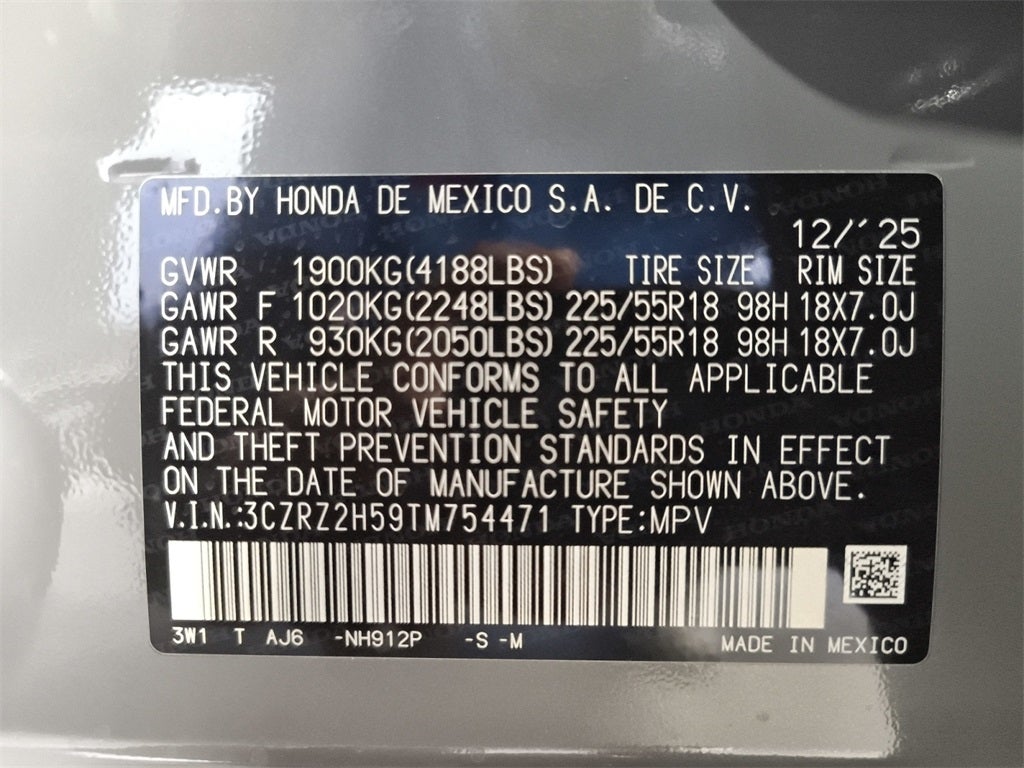 MFD.BY HONDA DE MEXICO S.A. DE C.V.
12/´25
GVWR 1900KG(4188LBS) TIRE SIZE RIM SIZE
GAWR F 1020KG(2248LBS) 225/55R18 98H 18X7.0J
GAWR R 930KG(2050LBS) 225/55R18 98H 18X7.0J
THIS VEHICLE CONFORMS TO ALL APPLICABLE
FEDERAL MOTOR VEHICLE SAFETY
AND THEFT PREVENTION STANDARDS IN EFFECT
ON THE DATE OF MANUFACTURE SHOWN ABOVE.
V.I.N.:3CZRZ2H59TM754471 TYPE:MPV
3W1 T AJ6 -NH912P -S -M MADE IN MEXICO